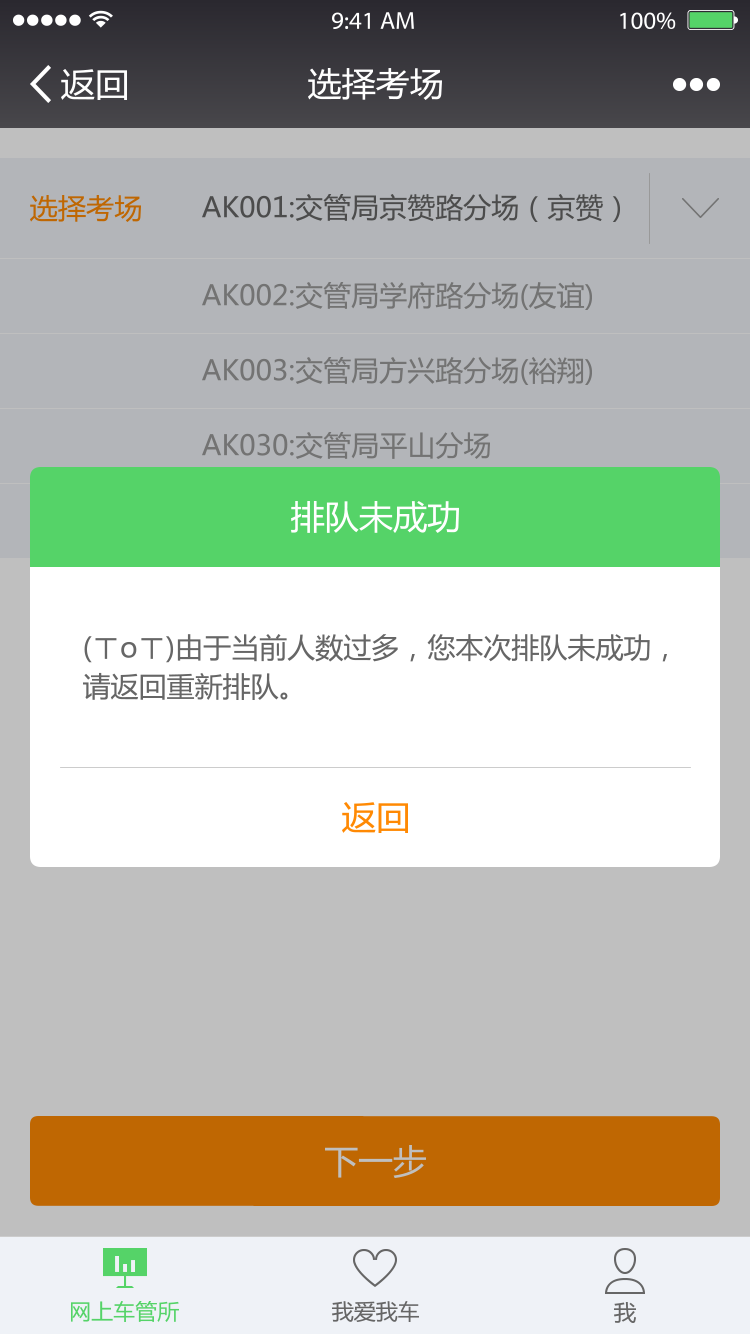 9:41 AM
100%
返回
选择考场
选择考场
AK001:交管局京赞路分场（京赞）
AK002:交管局学府路分场(友谊)
AK003:交管局方兴路分场(裕翔)
AK030:交管局平山分场
排队未成功
(ㄒoㄒ)由于当前人数过多，您本次排队未成功，
请返回重新排队。
返回
下一步
网上车管所
我爱我车
我